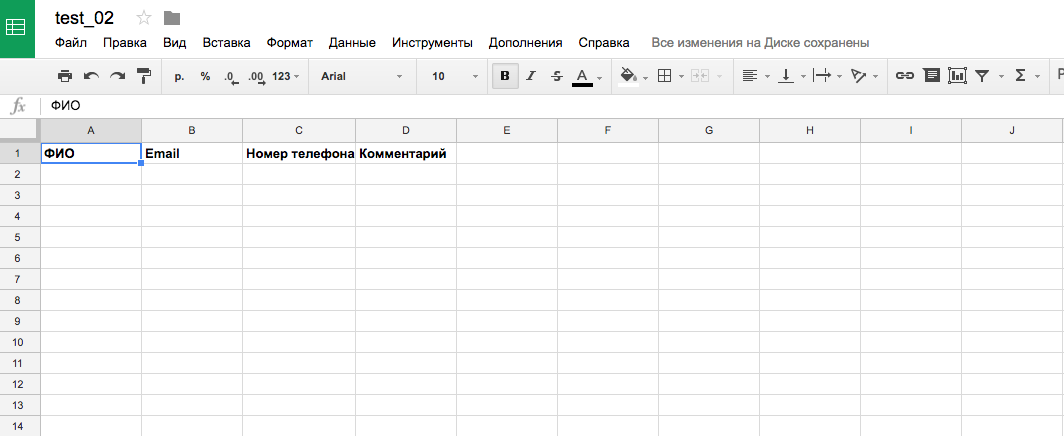 test_02
Файл Правка Вид Вставка Формат Данные Инструменты Дополнения Справка Все изменения на Диске сохранены
р. % .0 .00 123 Arial 10 B I S A Σ
fx ФИО
A B C D E F G H I J
1 ФИО Email Номер телефона Комментарий
2
3
4
5
6
7
8
9
10
11
12
13
14